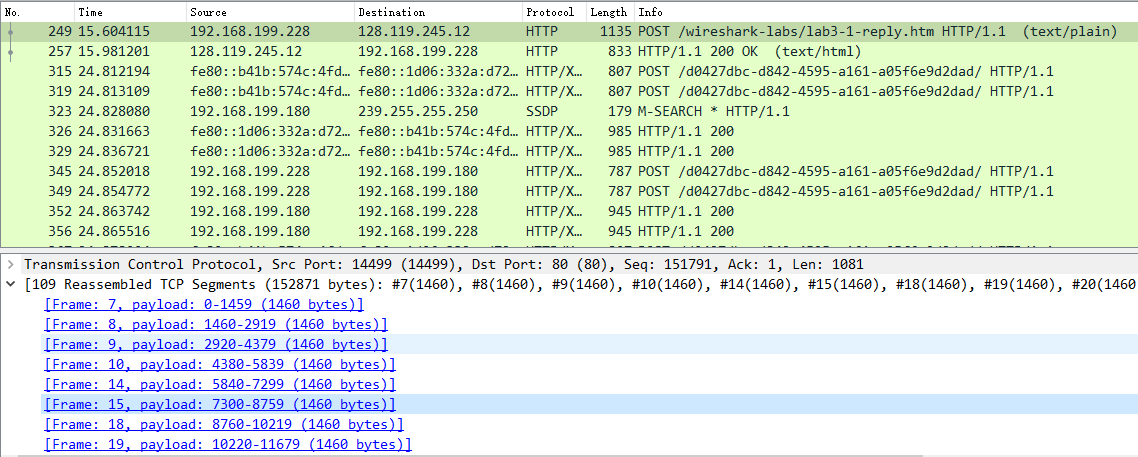 No. Time Source Destination Protocol Length Info
249 15.604115 192.168.199.228 128.119.245.12 HTTP 1135 POST /wireshark-labs/lab3-1-reply.htm HTTP/1.1 (text/plain)
257 15.981201 128.119.245.12 192.168.199.228 HTTP 833 HTTP/1.1 200 OK (text/html)
315 24.812194 fe80::b41b:574c:4fd… fe80::1d06:332a:d72… HTTP/X… 807 POST /d0427dbc-d842-4595-a161-a05f6e9d2dad/ HTTP/1.1
319 24.813109 fe80::b41b:574c:4fd… fe80::1d06:332a:d72… HTTP/X… 807 POST /d0427dbc-d842-4595-a161-a05f6e9d2dad/ HTTP/1.1
323 24.828080 192.168.199.180 239.255.255.250 SSDP 179 M-SEARCH * HTTP/1.1
326 24.831663 fe80::1d06:332a:d72… fe80::b41b:574c:4fd… HTTP/X… 985 HTTP/1.1 200
329 24.836721 fe80::1d06:332a:d72… fe80::b41b:574c:4fd… HTTP/X… 985 HTTP/1.1 200
345 24.852018 192.168.199.228 192.168.199.180 HTTP/X… 787 POST /d0427dbc-d842-4595-a161-a05f6e9d2dad/ HTTP/1.1
349 24.854772 192.168.199.228 192.168.199.180 HTTP/X… 787 POST /d0427dbc-d842-4595-a161-a05f6e9d2dad/ HTTP/1.1
352 24.863742 192.168.199.180 192.168.199.228 HTTP/X… 945 HTTP/1.1 200
356 24.865516 192.168.199.180 192.168.199.228 HTTP/X… 945 HTTP/1.1 200
Transmission Control Protocol, Src Port: 14499 (14499), Dst Port: 80 (80), Seq: 151791, Ack: 1, Len: 1081
[109 Reassembled TCP Segments (152871 bytes): #7(1460), #8(1460), #9(1460), #10(1460), #14(1460), #15(1460), #18(1460), #19(1460), #20(1460
[Frame: 7, payload: 0-1459 (1460 bytes)]
[Frame: 8, payload: 1460-2919 (1460 bytes)]
[Frame: 9, payload: 2920-4379 (1460 bytes)]
[Frame: 10, payload: 4380-5839 (1460 bytes)]
[Frame: 14, payload: 5840-7299 (1460 bytes)]
[Frame: 15, payload: 7300-8759 (1460 bytes)]
[Frame: 18, payload: 8760-10219 (1460 bytes)]
[Frame: 19, payload: 10220-11679 (1460 bytes)]